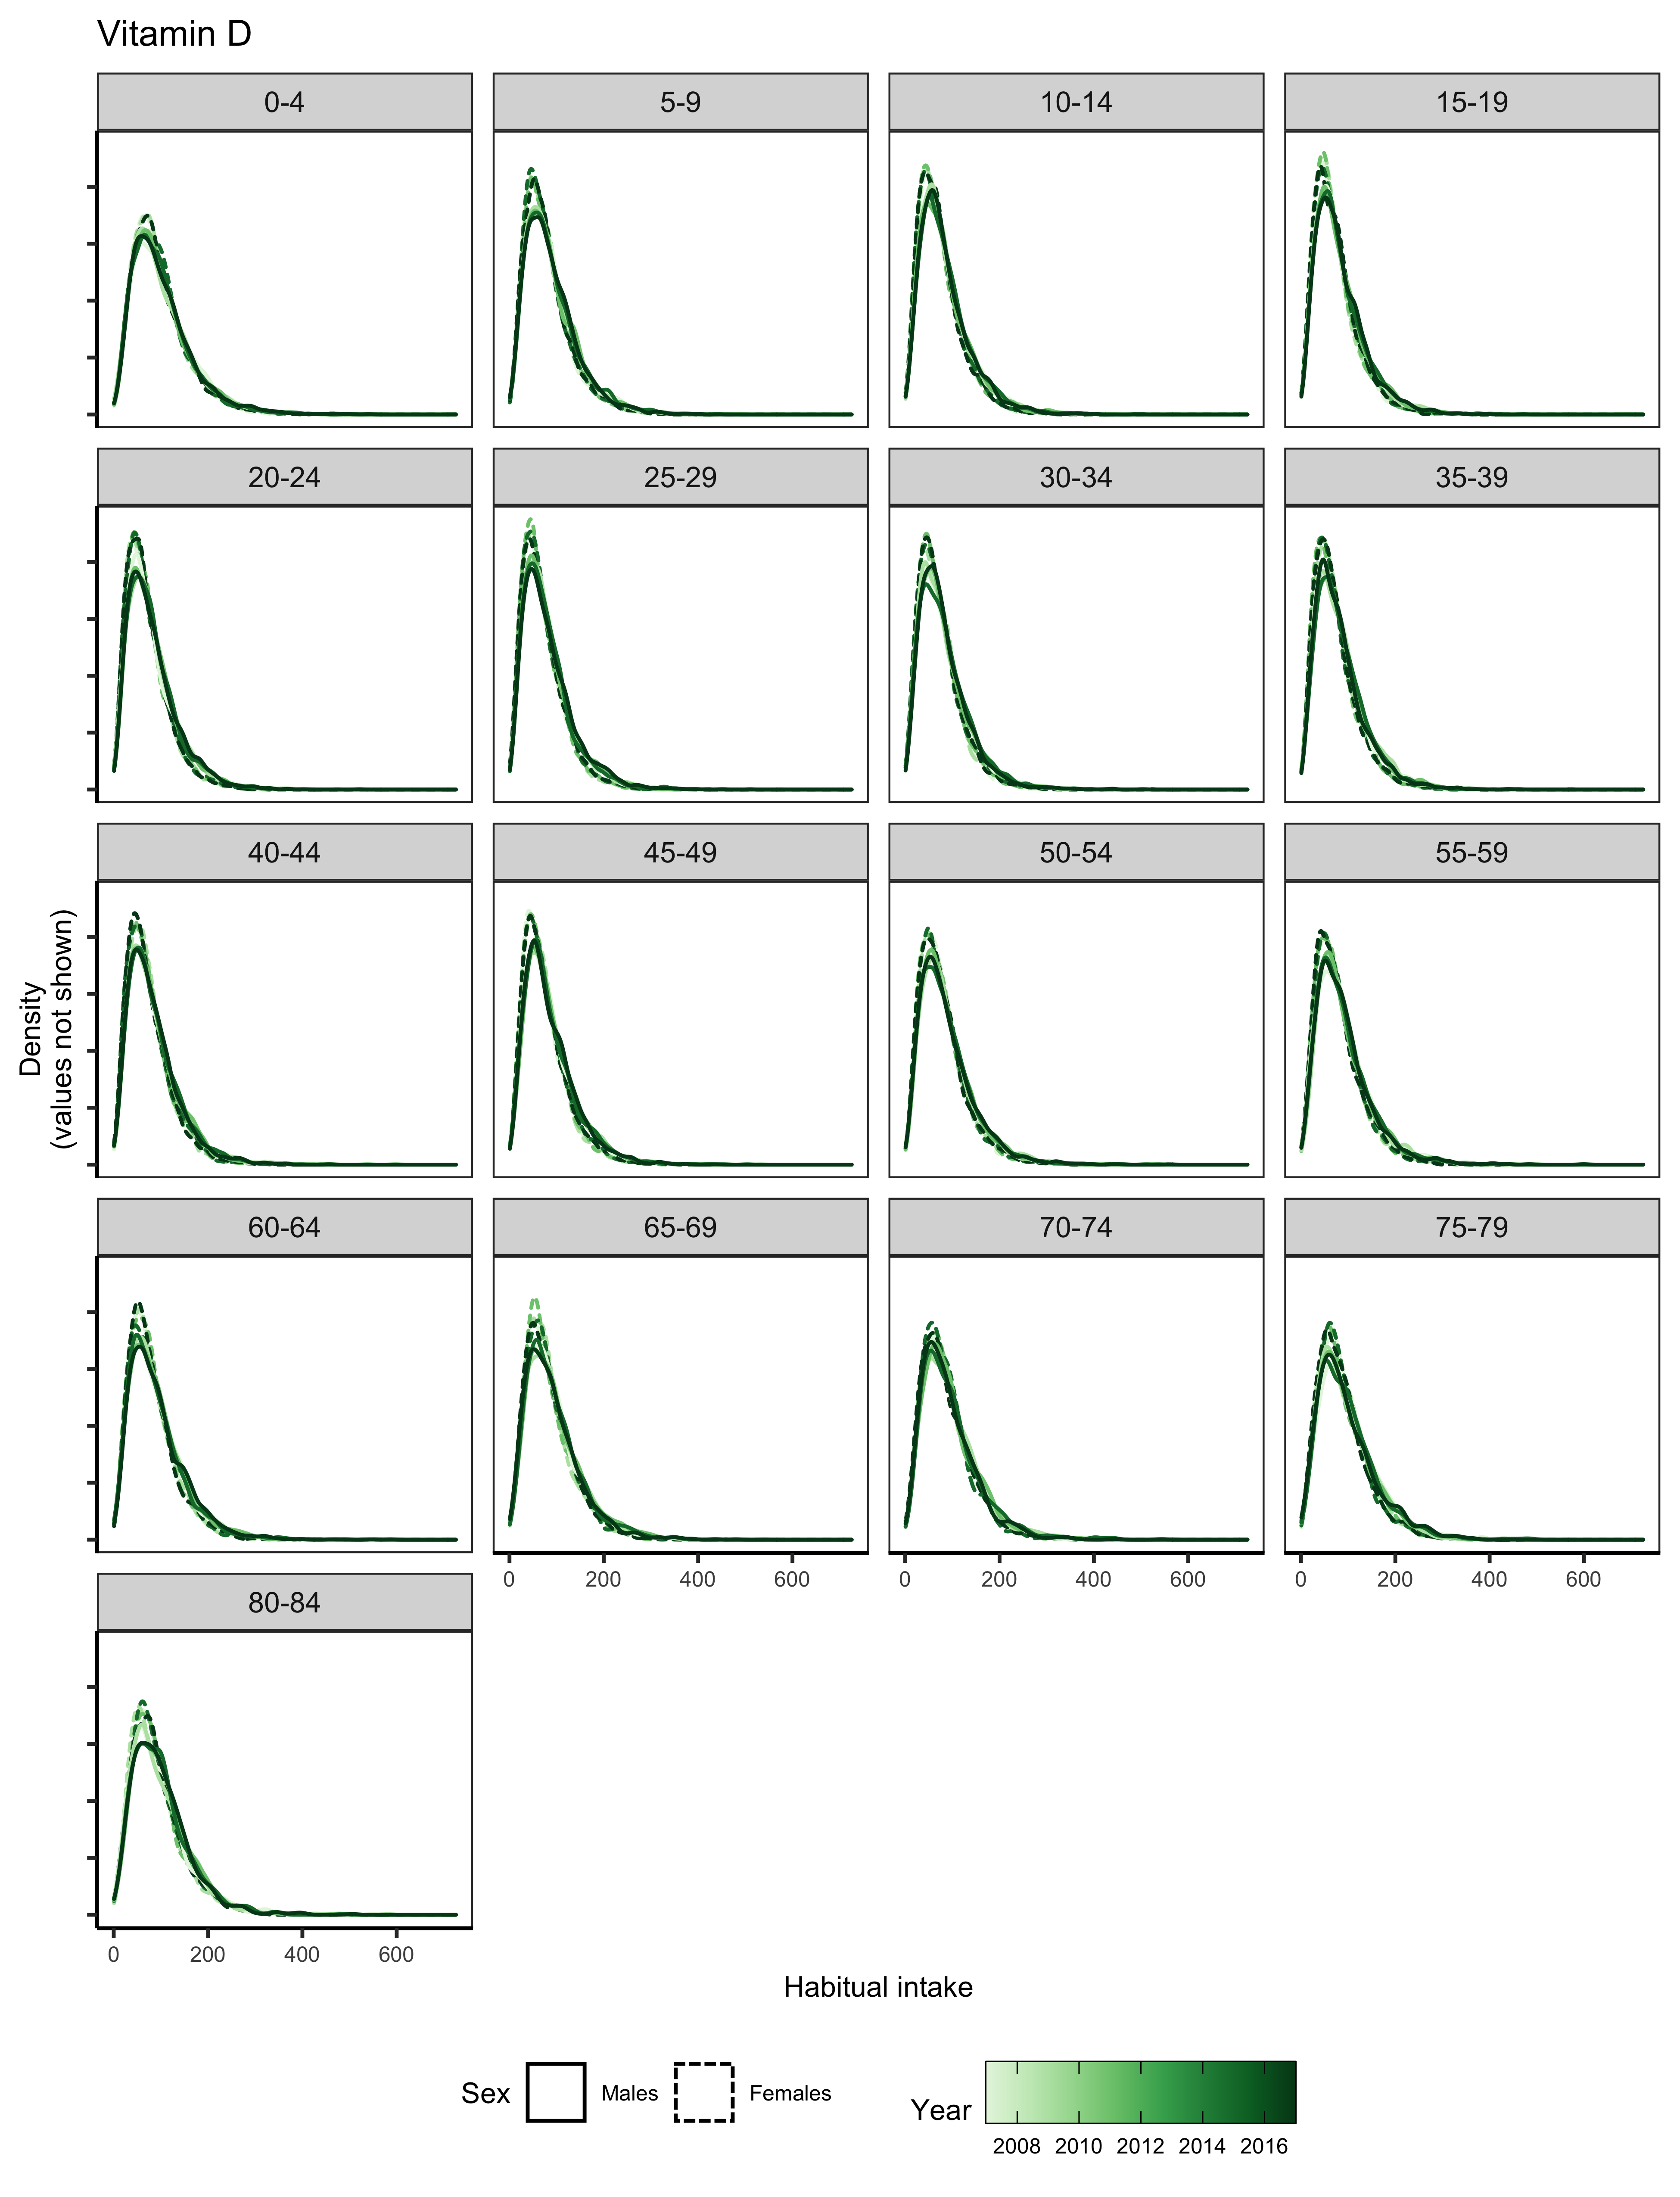 Vitamin D
0-4 5-9 10-14 15-19
20-24 25-29 30-34 35-39
40-44 45-49 50-54 55-59
Density
(values not shown)
60-64 65-69 70-74 75-79
0 200 400 600 0 200 400 600 0 200 400 600
80-84
0 200 400 600
Habitual intake
Sex Males Females Year
2008 2010 2012 2014 2016